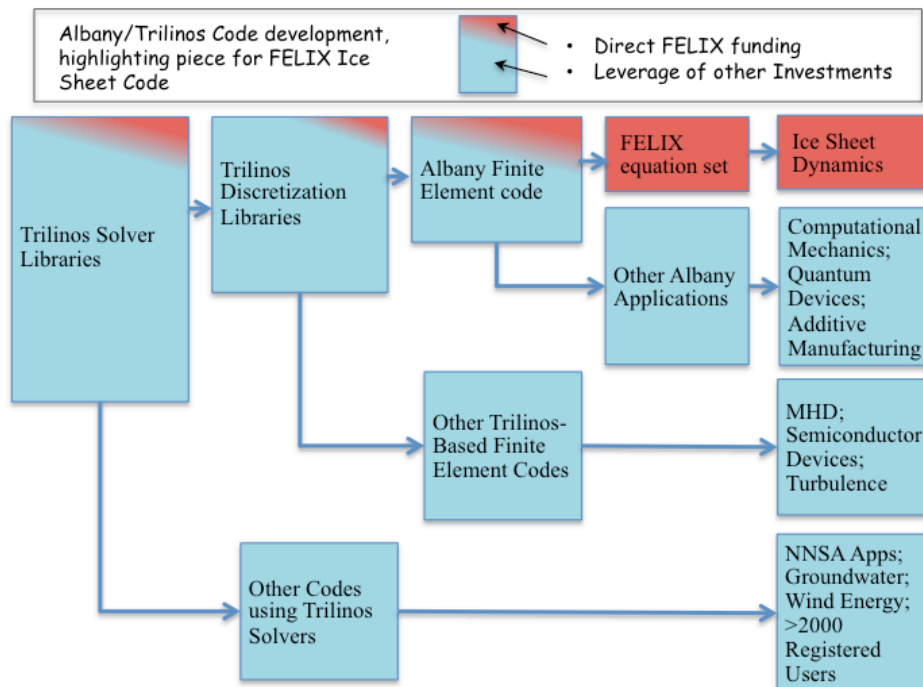 Albany/Trilinos Code development,
highlighting piece for FELIX Ice
Sheet Code
• Direct FELIX funding
• Leverage of other Investments
Trilinos Solver
Libraries
Trilinos
Discretization
Libraries
Albany Finite
Element code
FELIX
equation set
Ice Sheet
Dynamics
Other Albany
Applications
Computational
Mechanics;
Quantum
Devices;
Additive
Manufacturing
Other Trilinos-
Based Finite
Element Codes
MHD;
Semiconductor
Devices;
Turbulence
Other Codes
using Trilinos
Solvers
NNSA Apps;
Groundwater;
Wind Energy;
>2000
Registered
Users